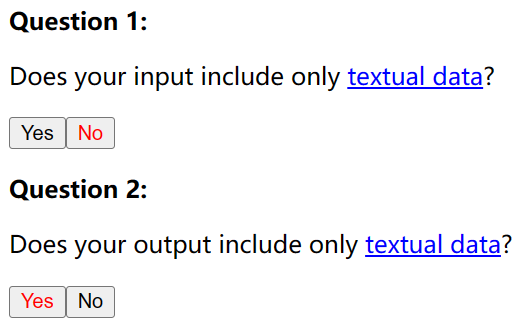 Question 1:
Does your input include only textual data?
Yes No
Question 2:
Does your output include only textual data?
Yes No